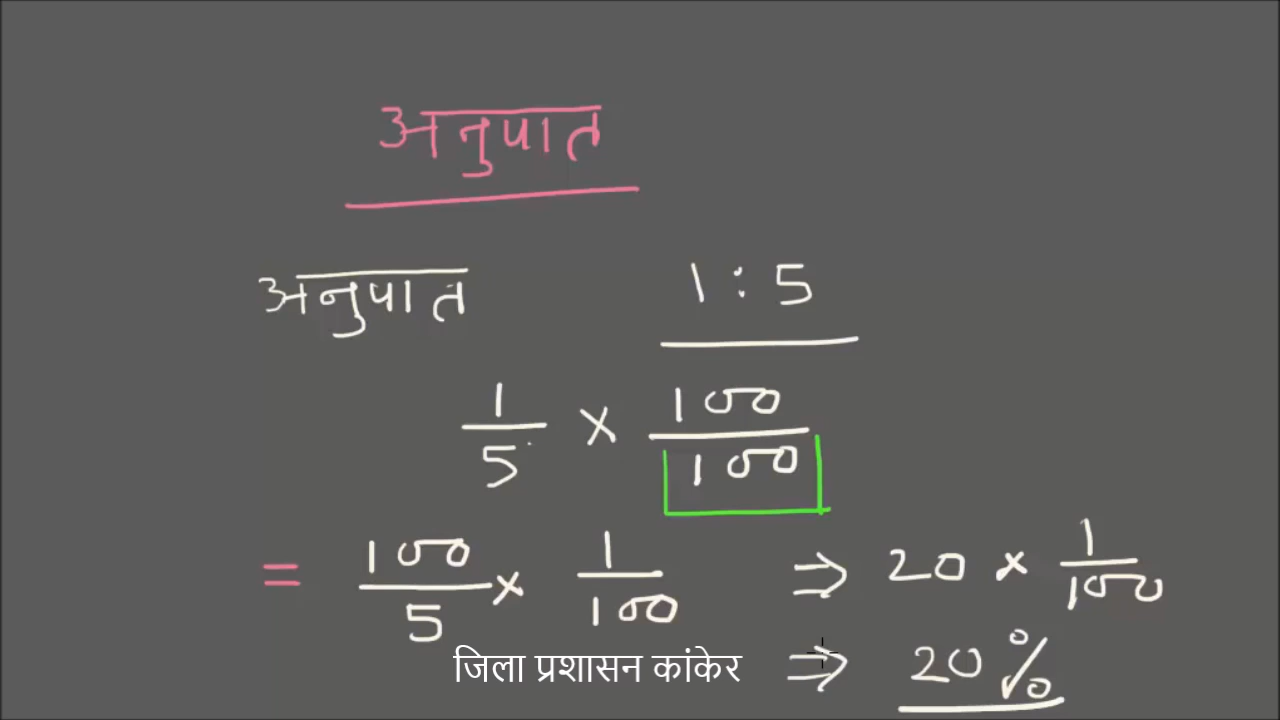 अनुपात
अनुपात 1 : 5
1/5 × 100/100
= 100/5 × 1/100 ⇒ 20 × 1/100
जिला प्रशासन कांकेर ⇒ 20%